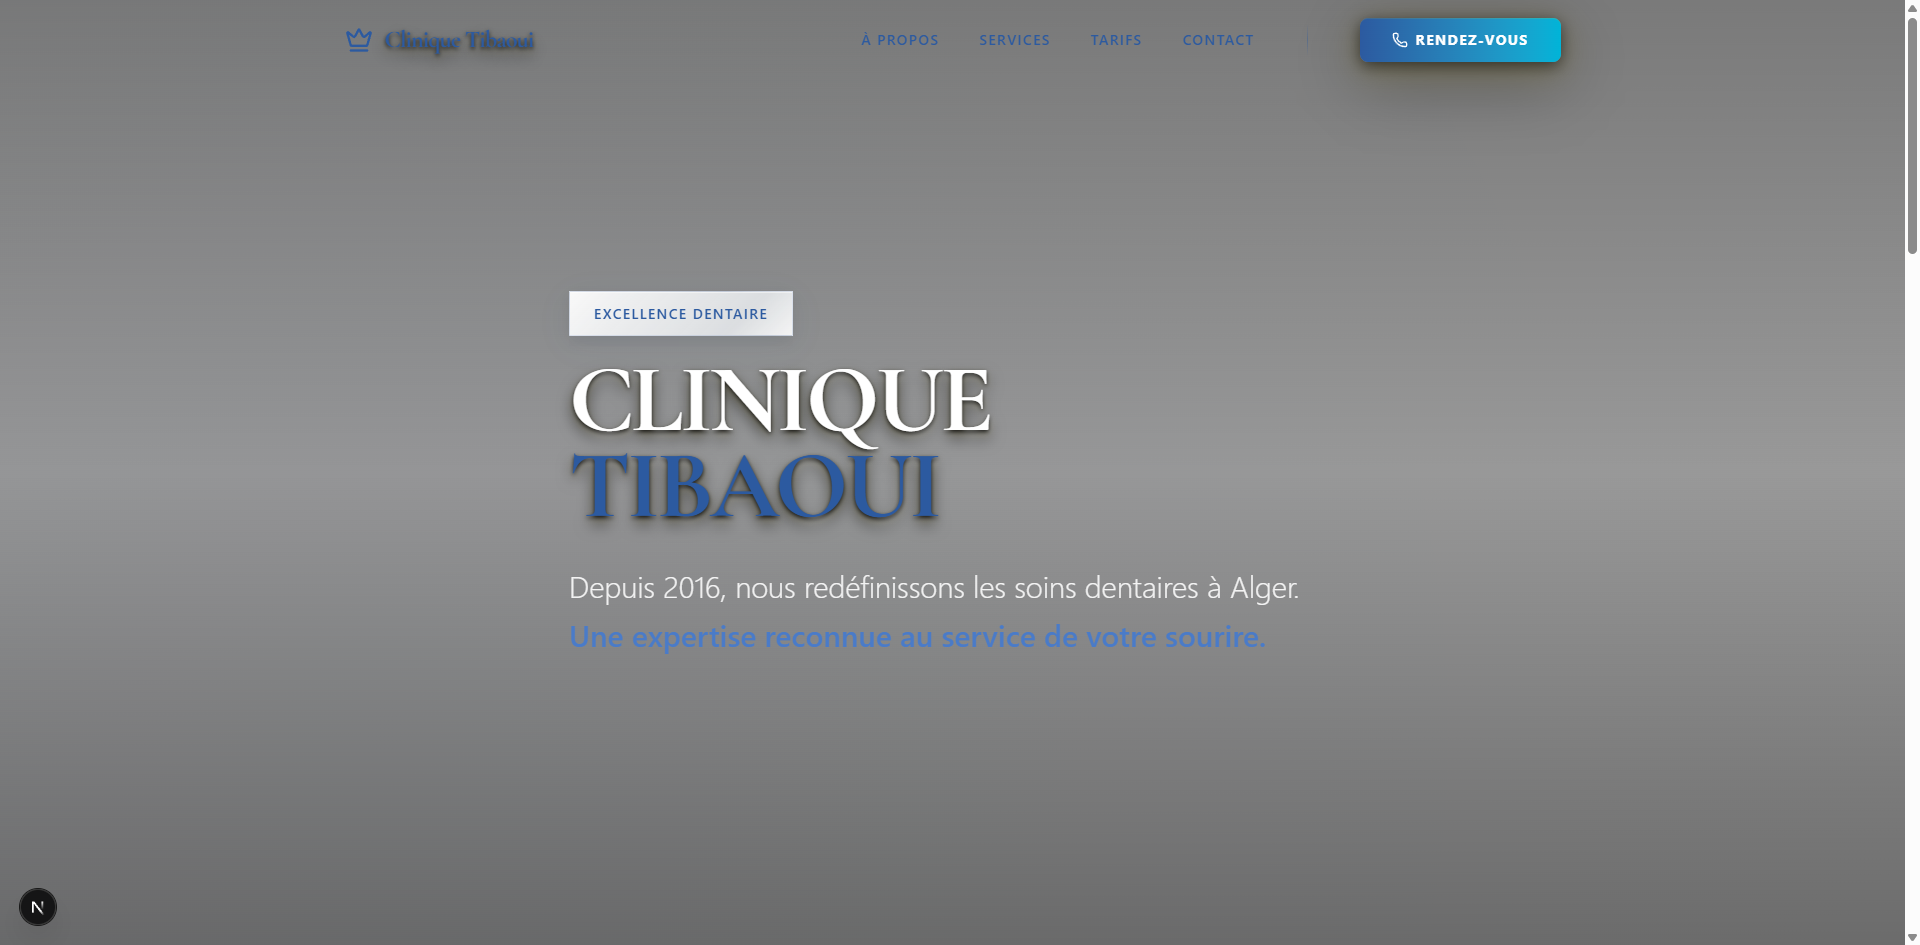 Clinique Tibaoui
À PROPOS
SERVICES
TARIFS
CONTACT
RENDEZ-VOUS
EXCELLENCE DENTAIRE
CLINIQUE
TIBAOUI
Depuis 2016, nous redéfinissons les soins dentaires à Alger.
Une expertise reconnue au service de votre sourire.
N